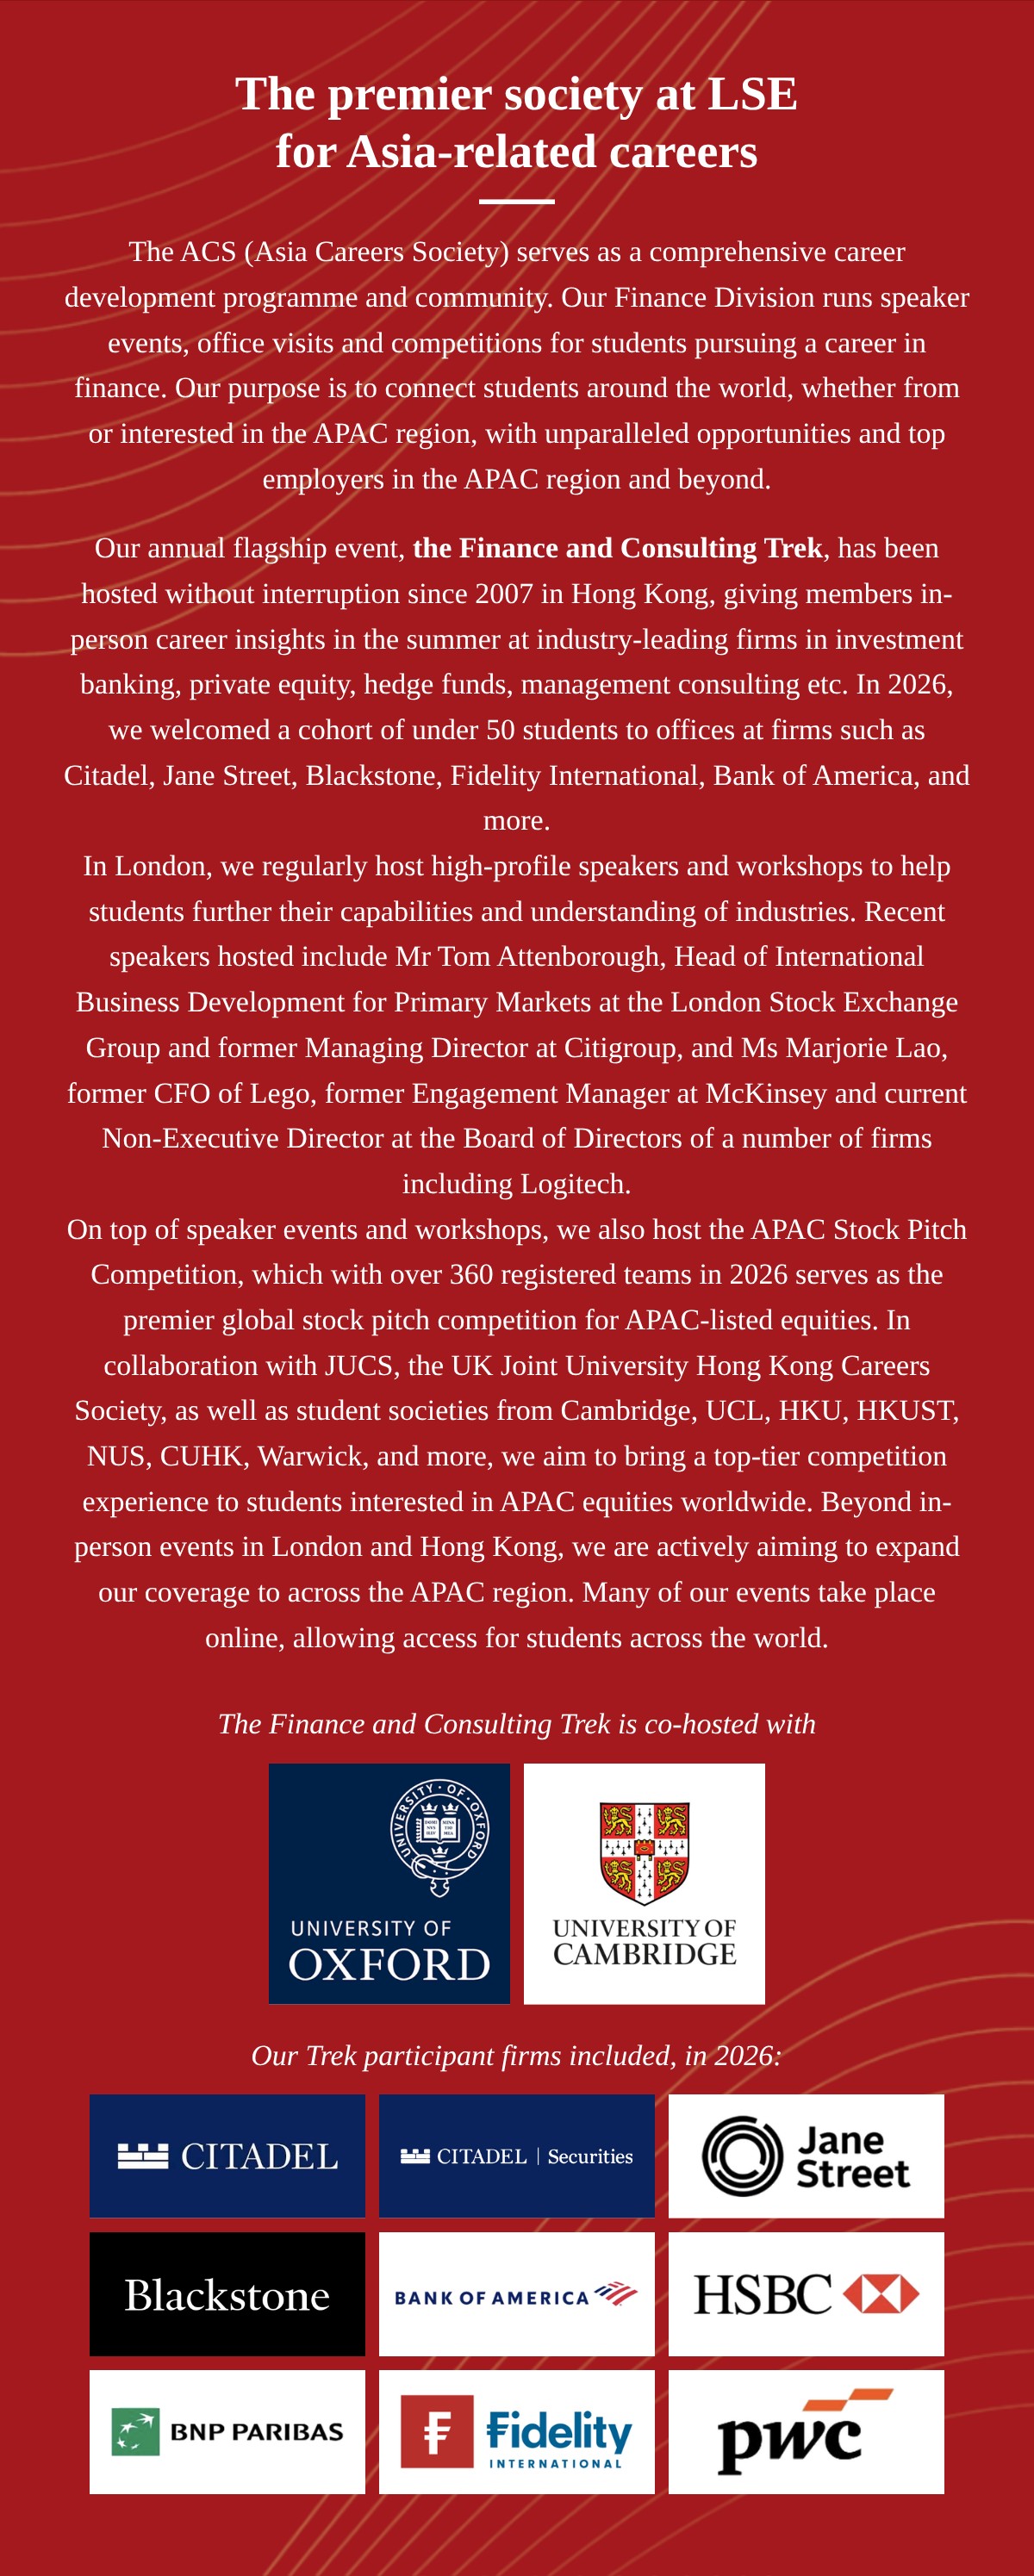 The premier society at LSE
for Asia-related careers
The ACS (Asia Careers Society) serves as a comprehensive career
development programme and community. Our Finance Division runs speaker
events, office visits and competitions for students pursuing a career in
finance. Our purpose is to connect students around the world, whether from
or interested in the APAC region, with unparalleled opportunities and top
employers in the APAC region and beyond.
Our annual flagship event, the Finance and Consulting Trek, has been
hosted without interruption since 2007 in Hong Kong, giving members in-
person career insights in the summer at industry-leading firms in investment
banking, private equity, hedge funds, management consulting etc. In 2026,
we welcomed a cohort of under 50 students to offices at firms such as
Citadel, Jane Street, Blackstone, Fidelity International, Bank of America, and
more.
In London, we regularly host high-profile speakers and workshops to help
students further their capabilities and understanding of industries. Recent
speakers hosted include Mr Tom Attenborough, Head of International
Business Development for Primary Markets at the London Stock Exchange
Group and former Managing Director at Citigroup, and Ms Marjorie Lao,
former CFO of Lego, former Engagement Manager at McKinsey and current
Non-Executive Director at the Board of Directors of a number of firms
including Logitech.
On top of speaker events and workshops, we also host the APAC Stock Pitch
Competition, which with over 360 registered teams in 2026 serves as the
premier global stock pitch competition for APAC-listed equities. In
collaboration with JUCS, the UK Joint University Hong Kong Careers
Society, as well as student societies from Cambridge, UCL, HKU, HKUST,
NUS, CUHK, Warwick, and more, we aim to bring a top-tier competition
experience to students interested in APAC equities worldwide. Beyond in-
person events in London and Hong Kong, we are actively aiming to expand
our coverage to across the APAC region. Many of our events take place
online, allowing access for students across the world.
The Finance and Consulting Trek is co-hosted with
UNIVERSITY · OF · OXFORD
UNIVERSITY OF
OXFORD
UNIVERSITY OF
CAMBRIDGE
Our Trek participant firms included, in 2026:
CITADEL
CITADEL | Securities
Jane
Street
Blackstone
BANK OF AMERICA
HSBC
BNP PARIBAS
Fidelity
INTERNATIONAL
pwc